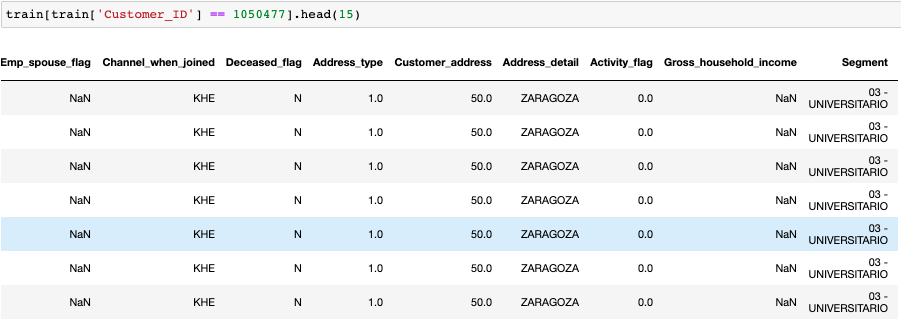 train[train['Customer_ID'] == 1050477].head(15)
Emp_spouse_flag Channel_when_joined Deceased_flag Address_type Customer_address Address_detail Activity_flag Gross_household_income Segment
NaN KHE N 1.0 50.0 ZARAGOZA 0.0 NaN 03 -
UNIVERSITARIO
NaN KHE N 1.0 50.0 ZARAGOZA 0.0 NaN 03 -
UNIVERSITARIO
NaN KHE N 1.0 50.0 ZARAGOZA 0.0 NaN 03 -
UNIVERSITARIO
NaN KHE N 1.0 50.0 ZARAGOZA 0.0 NaN 03 -
UNIVERSITARIO
NaN KHE N 1.0 50.0 ZARAGOZA 0.0 NaN 03 -
UNIVERSITARIO
NaN KHE N 1.0 50.0 ZARAGOZA 0.0 NaN 03 -
UNIVERSITARIO
NaN KHE N 1.0 50.0 ZARAGOZA 0.0 NaN 03 -
UNIVERSITARIO